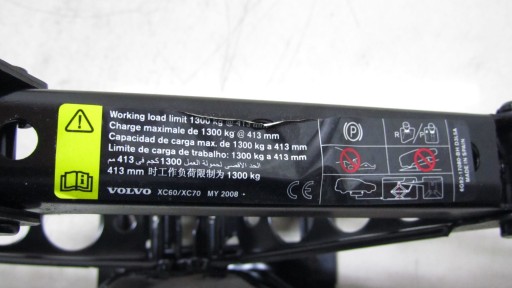 Working load limit 1300 kg @ 413 mm
Charge maximale de 1300 kg @ 413 mm
Capacidad de carga max. de 1300 kg a 413 mm
Limite de carga de trabalho: 1300 kg a 413 mm
الحد الأقصى لحمولة العمل 1300 كجم في 413 مم
413 mm 时工作负荷限制为 1300 kg
VOLVO XC60/XC70 MY 2008 -
CE
P
R
MADE IN SPAIN